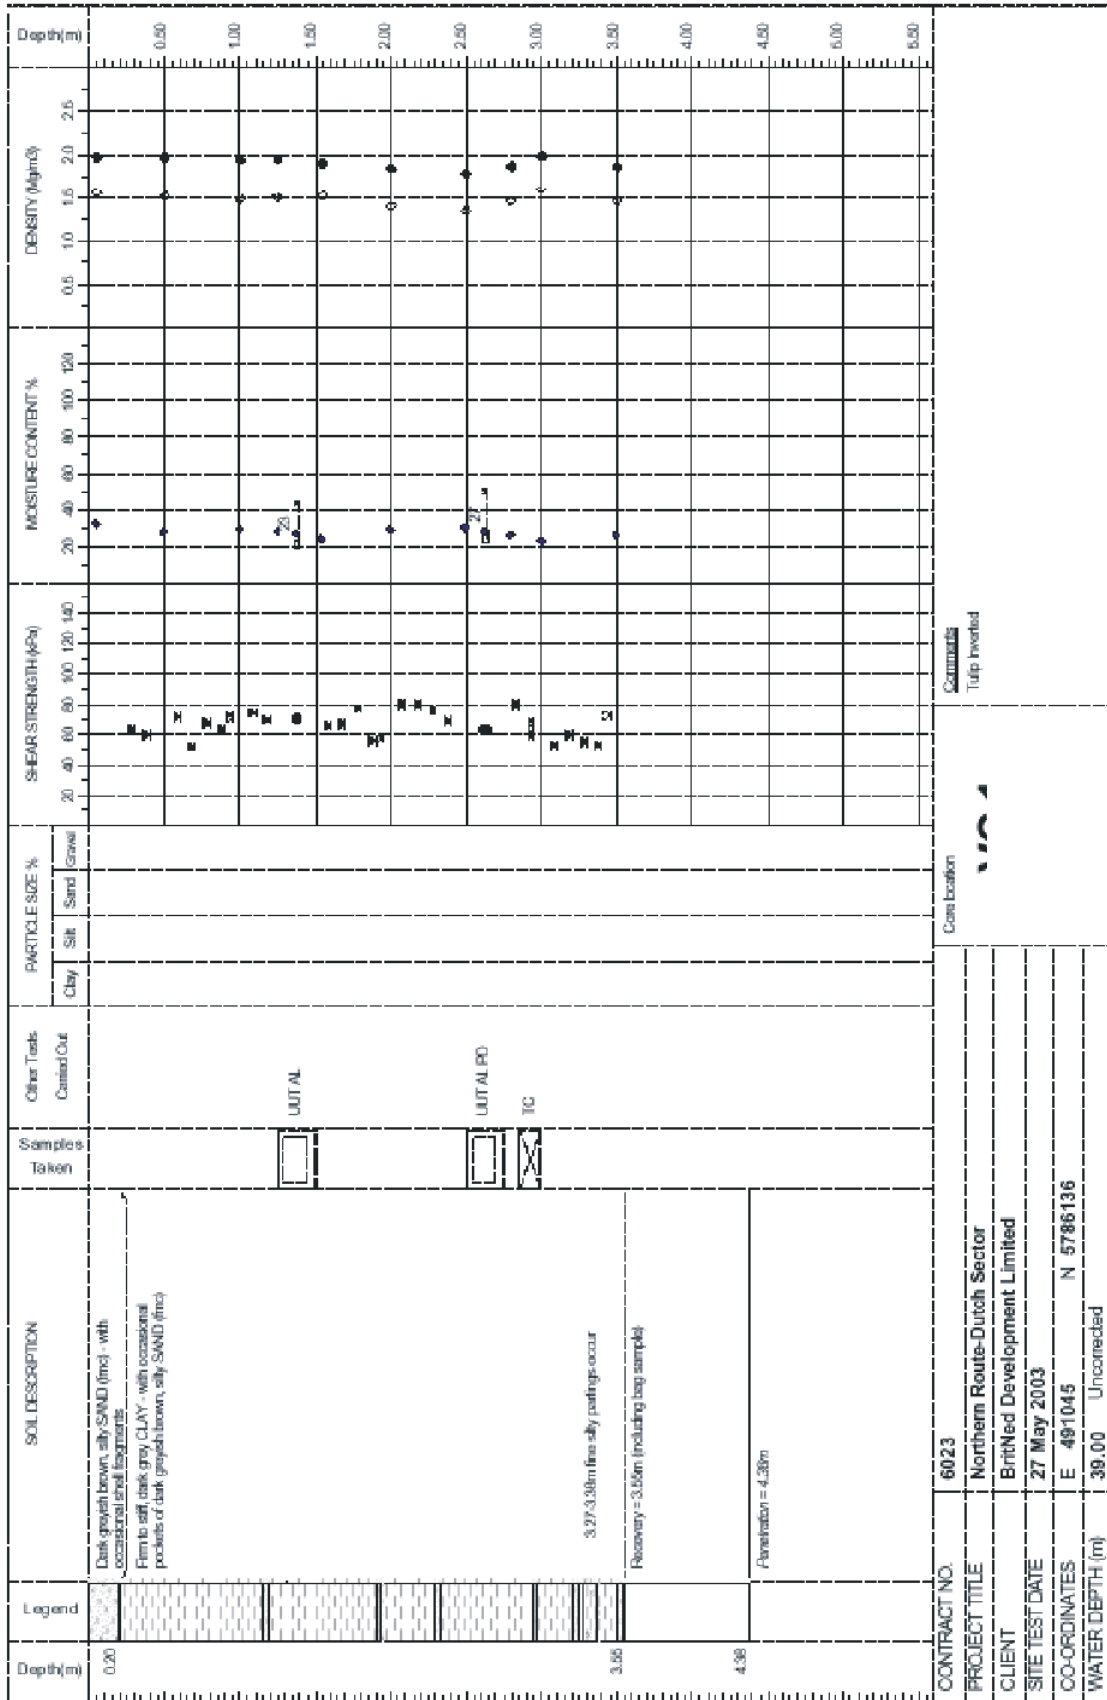 Depth(m)
Legend
SOIL DESCRIPTION
Samples
Taken
Other Tests
Carried Out
PARTICLE SIZE %
Clay
Silt
Sand
Gravel
SHEAR STRENGTH (kPa)
20 40 60 80 100 120 140
MOISTURE CONTENT %
20 40 60 80 100 120
DENSITY (Mg/m3)
0.5 1.0 1.5 2.0 2.5
Depth(m)
0.20
Dark greyish brown, silty SAND (fmc) - with
occasional shell fragments
Firm to stiff, dark grey CLAY - with occasional
pockets of dark greyish brown, silty SAND (fmc)
0.50
1.00
UUT AL
23
1.50
2.00
2.50
UUT AL PD
27
TC
3.00
3.27-3.38m fine silty partings occur
3.50
3.55
Recovery = 3.55m (including bag sample)
4.00
4.38
Penetration = 4.38m
4.50
5.00
5.50
CONTRACT NO. 6023
PROJECT TITLE Northern Route-Dutch Sector
CLIENT BritNed Development Limited
SITE TEST DATE 27 May 2003
CO-ORDINATES E 491045 N 5786136
WATER DEPTH (m) 39.00 Uncorrected
Core location
Comments
Tulip Inverted